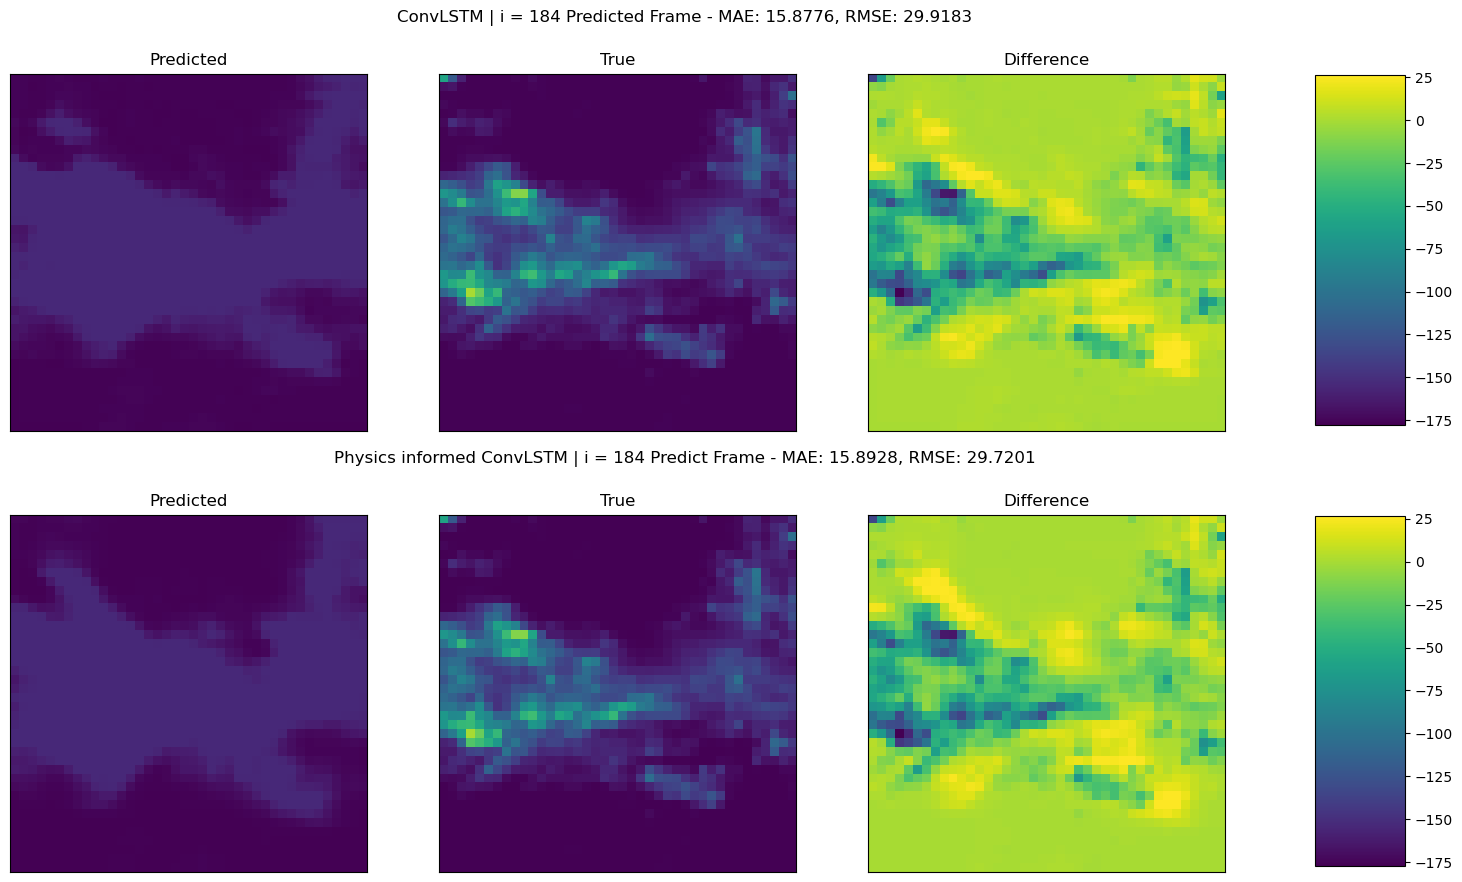 ConvLSTM | i = 184 Predicted Frame - MAE: 15.8776, RMSE: 29.9183
Predicted
True
Difference
25
0
−25
−50
−75
−100
−125
−150
−175
Physics informed ConvLSTM | i = 184 Predict Frame - MAE: 15.8928, RMSE: 29.7201
Predicted
True
Difference
25
0
−25
−50
−75
−100
−125
−150
−175